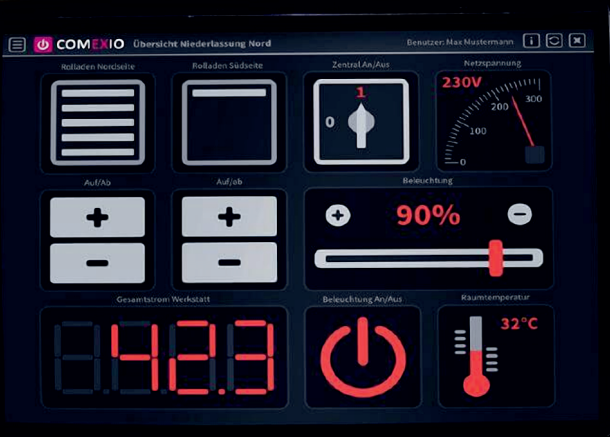 COMEXIO Übersicht Niederlassung Nord
Benutzer: Max Mustermann i
Rolladen Nordseite
Rolladen Südseite
Zentral An/Aus
Netzspannung
1
0
230V
0
100
200
300
Auf/Ab
Auf/ab
Beleuchtung
+
-
+
-
+
90%
-
Gesamtstrom Werkstatt
Beleuchtung An/Aus
Raumtemperatur
42.3
32°C